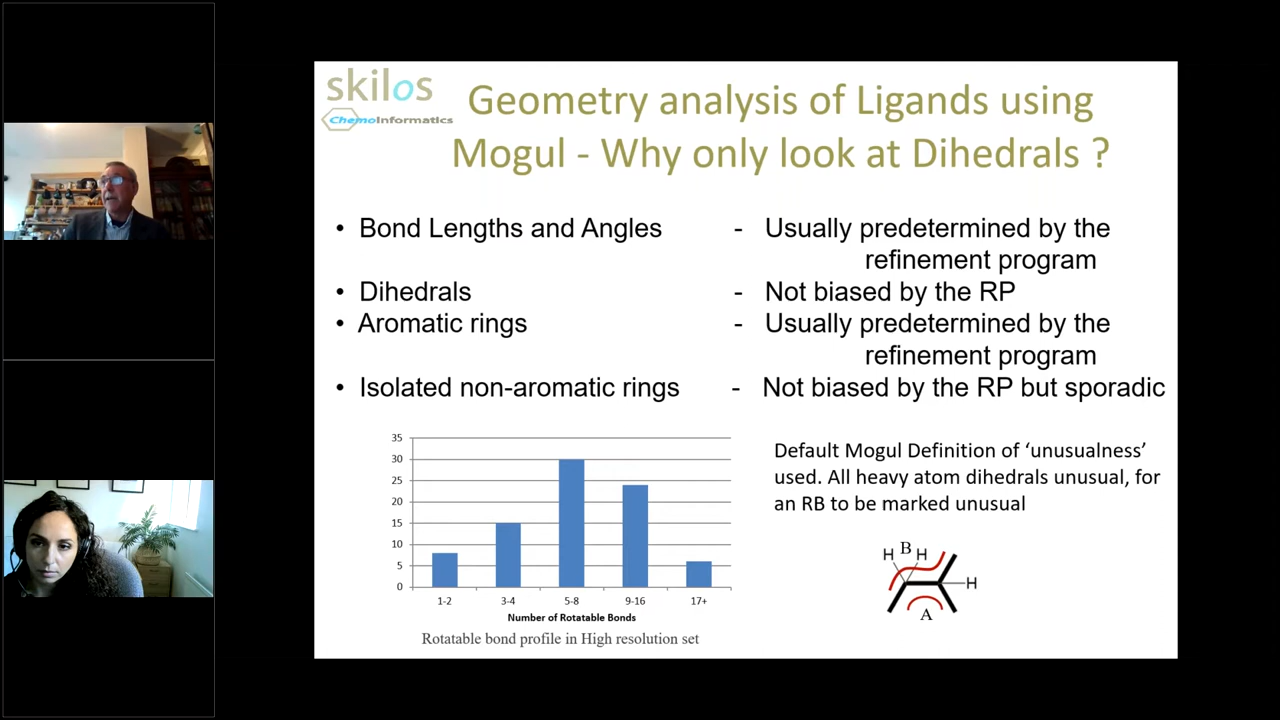 skilos
ChemoInformatics
Geometry analysis of Ligands using
Mogul - Why only look at Dihedrals ?
• Bond Lengths and Angles - Usually predetermined by the
refinement program
• Dihedrals - Not biased by the RP
• Aromatic rings - Usually predetermined by the
refinement program
• Isolated non-aromatic rings - Not biased by the RP but sporadic
35
30
25
20
15
10
5
0
1-2 3-4 5-8 9-16 17+
Number of Rotatable Bonds
Rotatable bond profile in High resolution set
Default Mogul Definition of ‘unusualness’
used. All heavy atom dihedrals unusual, for
an RB to be marked unusual
H B H
H
A